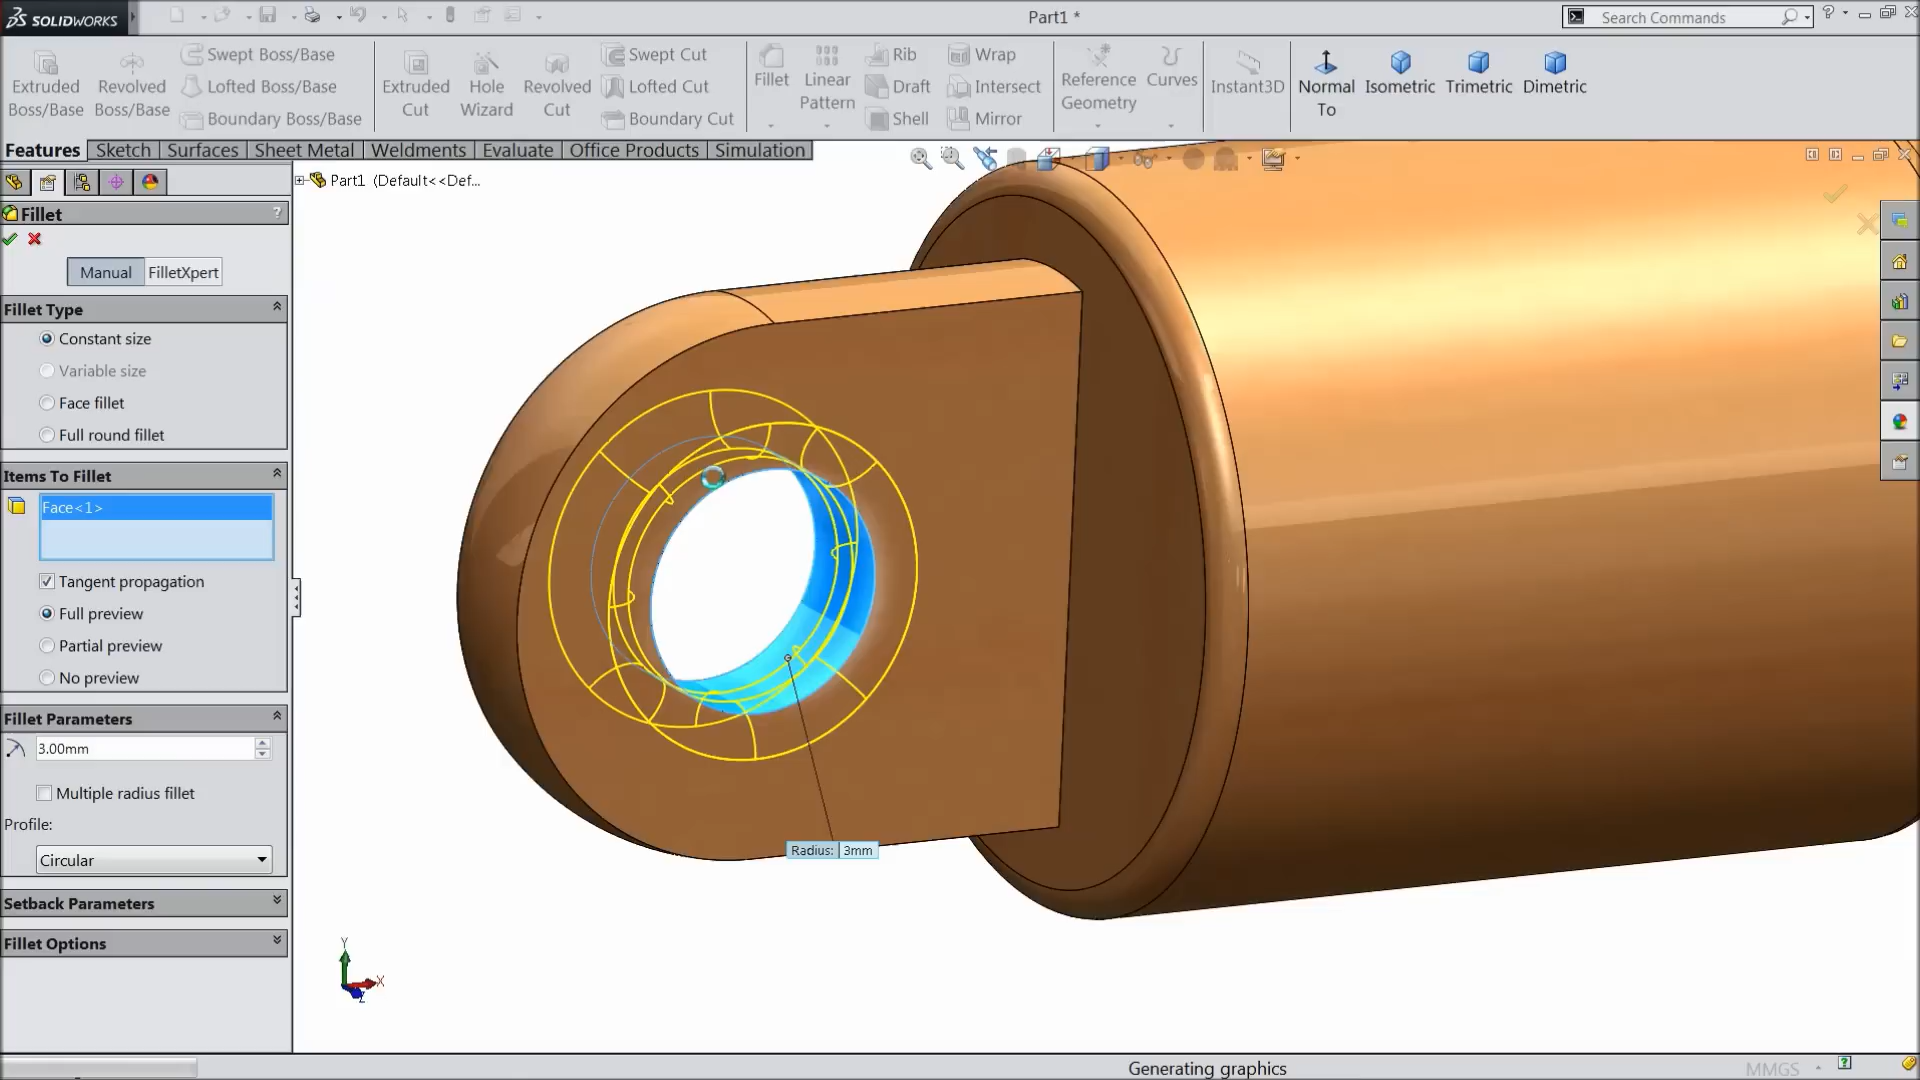 SOLIDWORKS
Part1 *
Search Commands
Extruded Boss/Base
Revolved Boss/Base
Swept Boss/Base
Lofted Boss/Base
Boundary Boss/Base
Extruded Cut
Hole Wizard
Revolved Cut
Swept Cut
Lofted Cut
Boundary Cut
Fillet
Linear Pattern
Rib
Draft
Shell
Wrap
Intersect
Mirror
Reference Geometry
Curves
Instant3D
Normal To
Isometric
Trimetric
Dimetric
Features
Sketch
Surfaces
Sheet Metal
Weldments
Evaluate
Office Products
Simulation
Part1 (Default<<Def...
Fillet
?
Manual
FilletXpert
Fillet Type
Constant size
Variable size
Face fillet
Full round fillet
Items To Fillet
Face<1>
Tangent propagation
Full preview
Partial preview
No preview
Fillet Parameters
3.00mm
Multiple radius fillet
Profile:
Circular
Setback Parameters
Fillet Options
Radius: 3mm
Y
X
Z
Generating graphics
MMGS